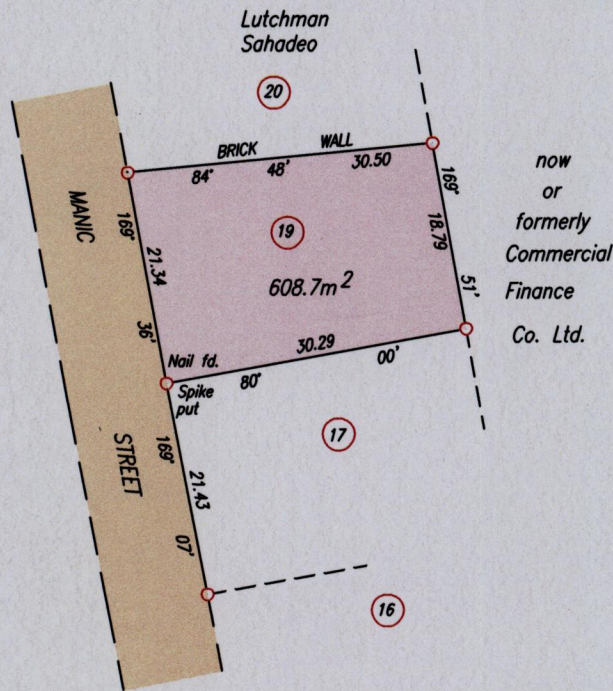 Lutchman
Sahadeo
20
BRICK WALL
84° 48' 30.50
now
or
formerly
Commercial
Finance
Co. Ltd.
169° 18.79 51'
MANIC
STREET
169° 21.34 36'
19
608.7m²
30.29
80° 00'
Nail fd.
Spike
put
17
169° 21.43 07'
16